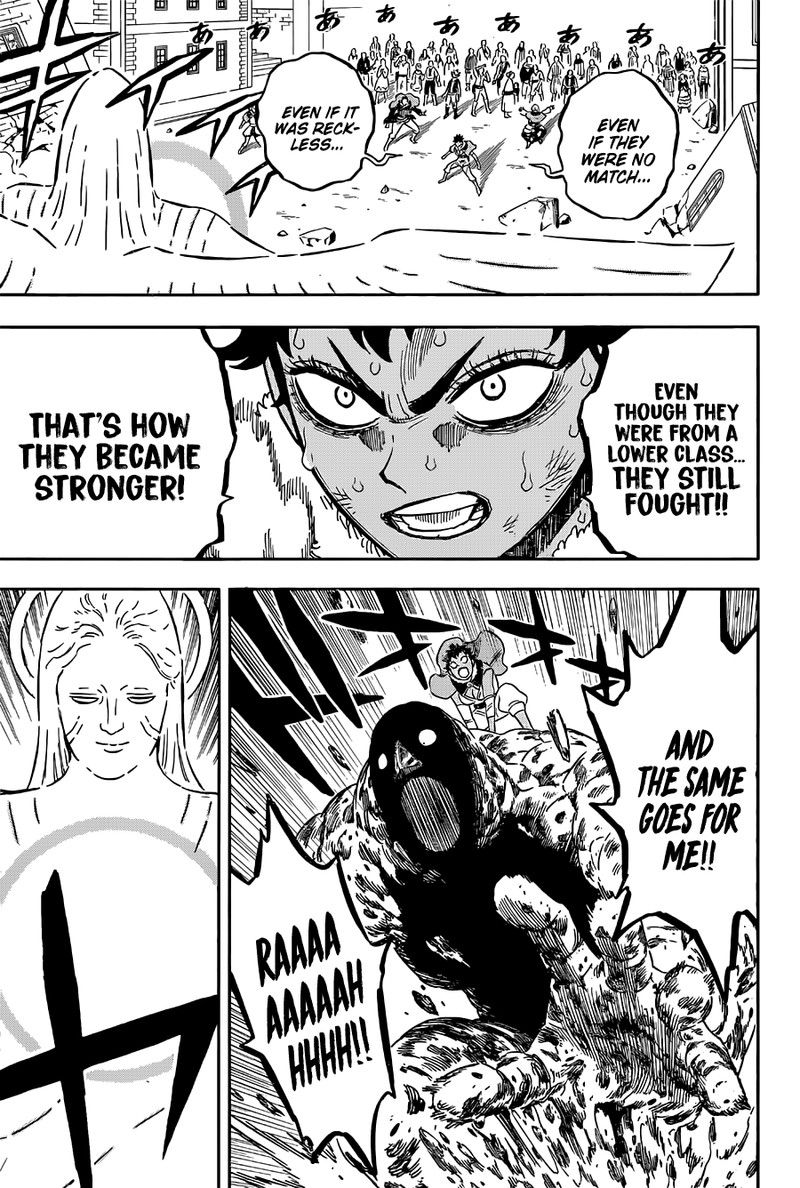 あ
あ
あ
あ
あ
あ
あ
あ
あ
EVEN
IF THEY
WERE NO
MATCH...
EVEN IF IT
WAS RECK-
LESS...
EVEN
THOUGH THEY
WERE FROM A
LOWER CLASS...
THEY STILL
FOUGHT!!
THAT'S HOW
THEY BECAME
STRONGER!
AND
THE SAME
GOES FOR
ME!!
RAAAA
AAAAAH
HHHH!!